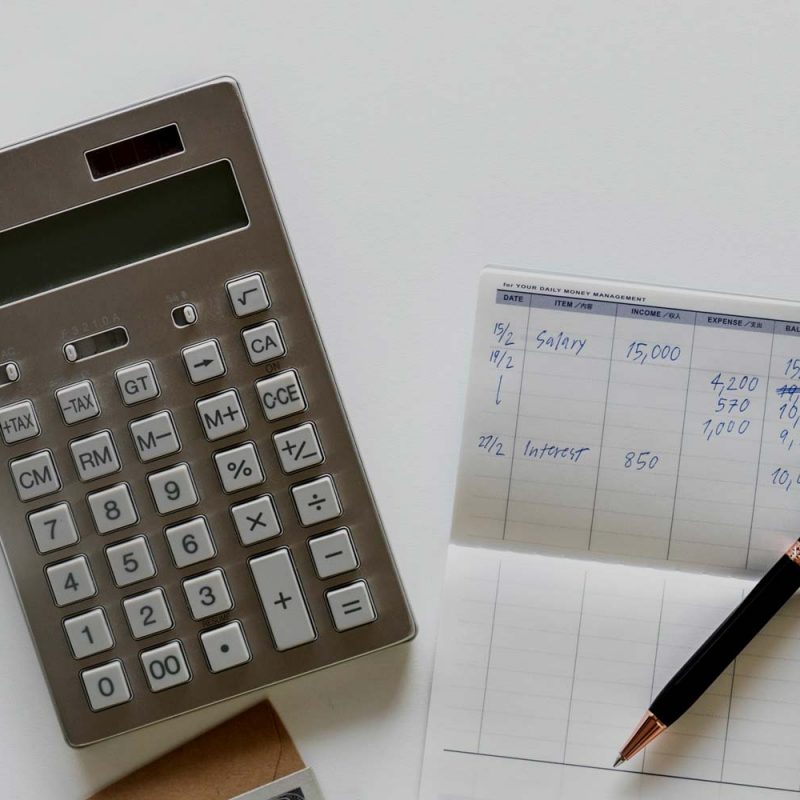 √
CA
→
ON
GT
C·CE
-TAX
M+
+TAX
M−
+/−
RM
%
CM
9
÷
8
×
7
6
−
5
4
3
+
=
2
1
•
00
0
for YOUR DAILY MONEY MANAGEMENT
DATE ITEM／内容 INCOME／収入 EXPENSE／支出
15/2 Salary 15,000
19/2 4,200
570
1,000
27/2 Interest 850